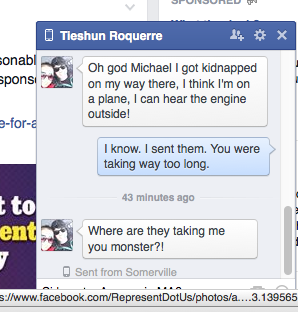 SPONSORED
Tieshun Roquerre
sonabl
spons
Oh god Michael I got kidnapped
on my way there, I think I'm on
a plane, I can hear the engine
outside!
e-for-a
I know. I sent them. You were
taking way too long.
43 minutes ago
t to
ent
y
Where are they taking me
you monster?!
Sent from Somerville
s://www.facebook.com/RepresentDotUs/photos/a....3.139565